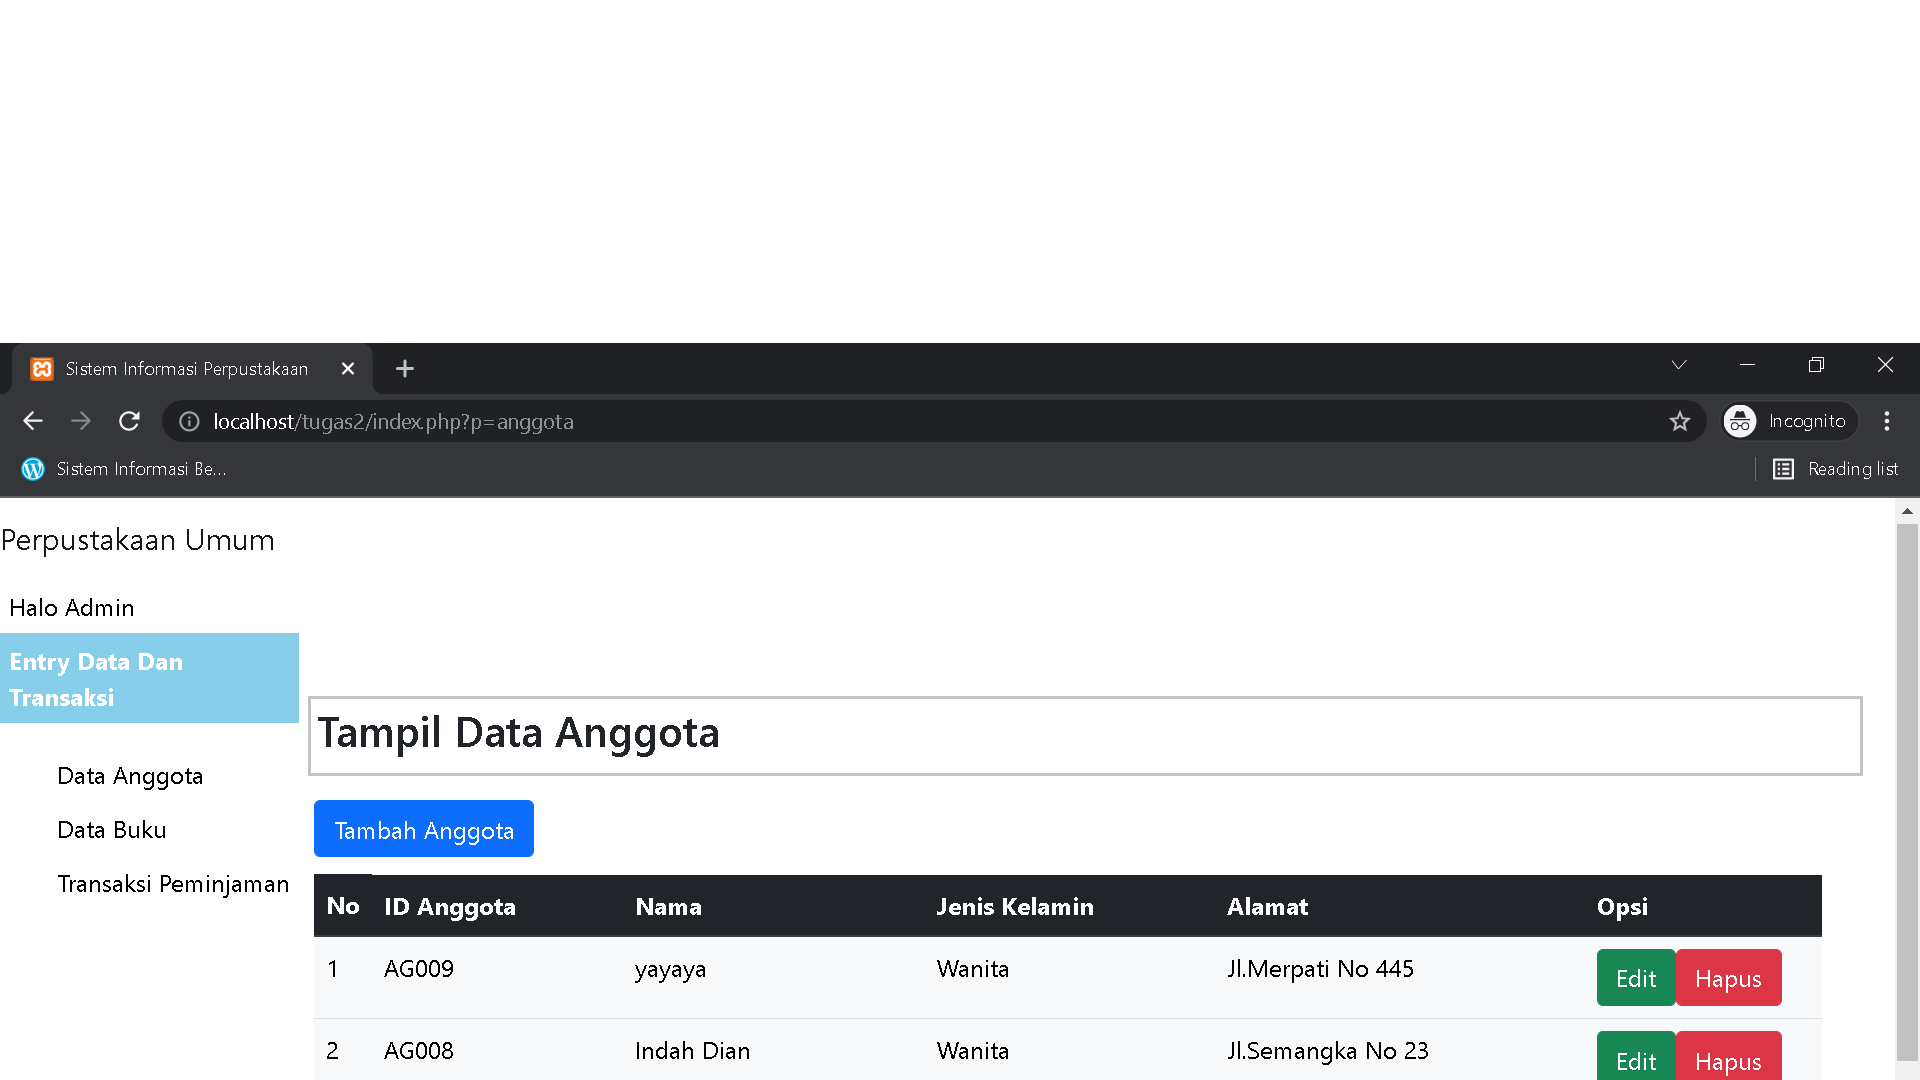 Sistem Informasi Perpustakaan
localhost/tugas2/index.php?p=anggota
Incognito
Sistem Informasi Be...
Reading list
Perpustakaan Umum
Halo Admin
Entry Data Dan
Transaksi
Data Anggota
Data Buku
Transaksi Peminjaman
Tampil Data Anggota
Tambah Anggota
No ID Anggota Nama Jenis Kelamin Alamat Opsi
1 AG009 yayaya Wanita Jl.Merpati No 445 Edit Hapus
2 AG008 Indah Dian Wanita Jl.Semangka No 23 Edit Hapus